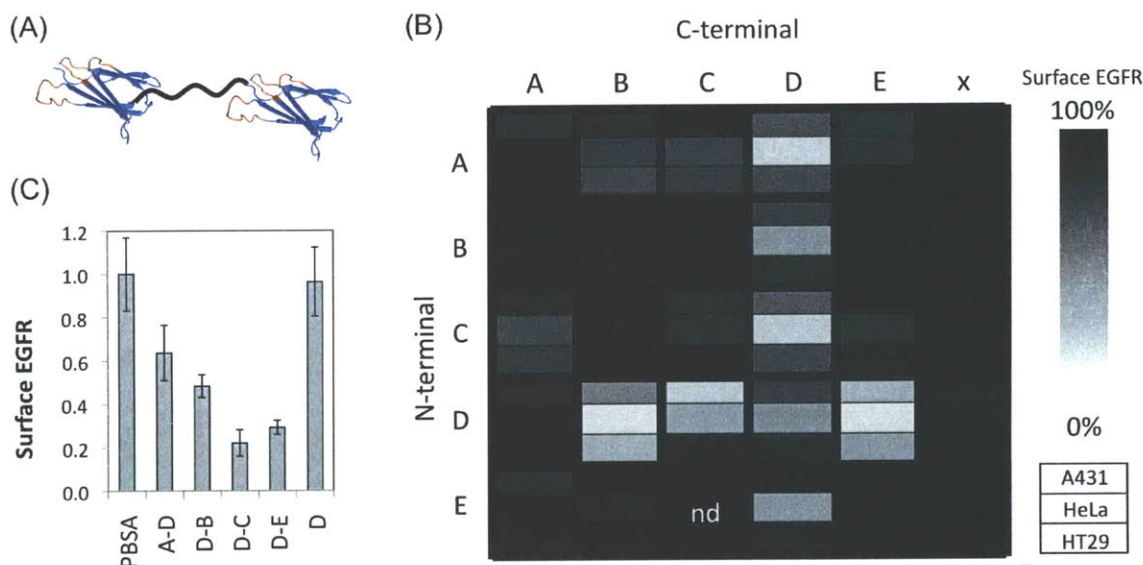 (A)
(B)
C-terminal
A B C D E x
Surface EGFR
100%
0%
A431
HeLa
HT29
N-terminal
A
B
C
D
E
nd
(C)
Surface EGFR
1.2
1.0
0.8
0.6
0.4
0.2
0.0
PBSA
A-D
D-B
D-C
D-E
D